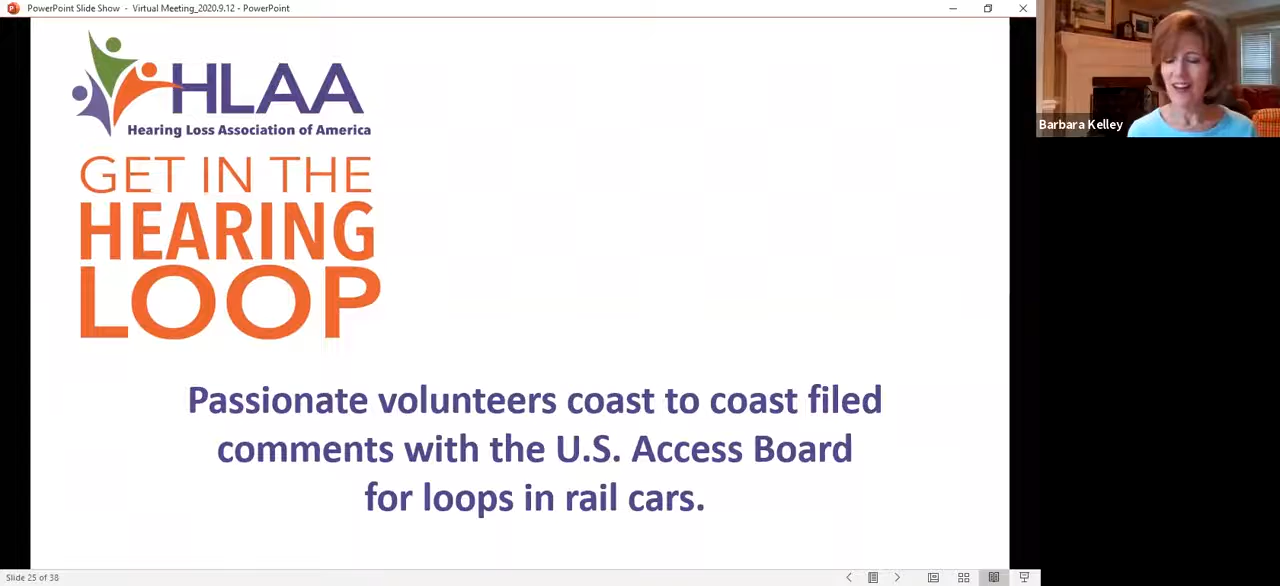 PowerPoint Slide Show - Virtual Meeting_2020.9.12 - PowerPoint
HLAA
Hearing Loss Association of America
GET IN THE
HEARING
LOOP
Passionate volunteers coast to coast filed
comments with the U.S. Access Board
for loops in rail cars.
Barbara Kelley
Slide 25 of 38